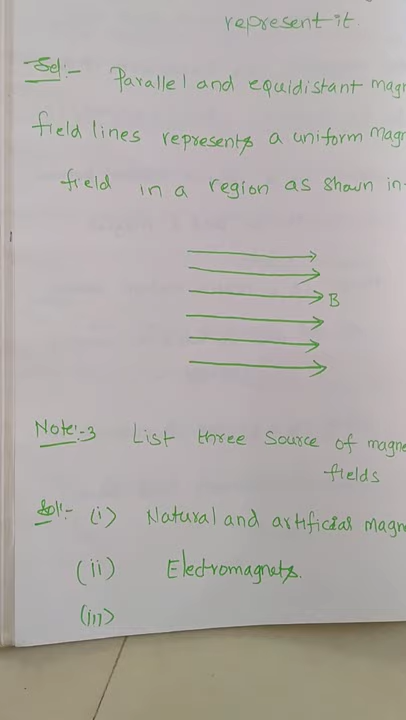 represent it.
Sol:- Parallel and equidistant magn
field lines represents a uniform magn
field in a region as shown in
B
Note:-3 List three Source of magne
fields
Sol:- (i) Natural and artificial magne
(ii) Electromagnets.
(iii)